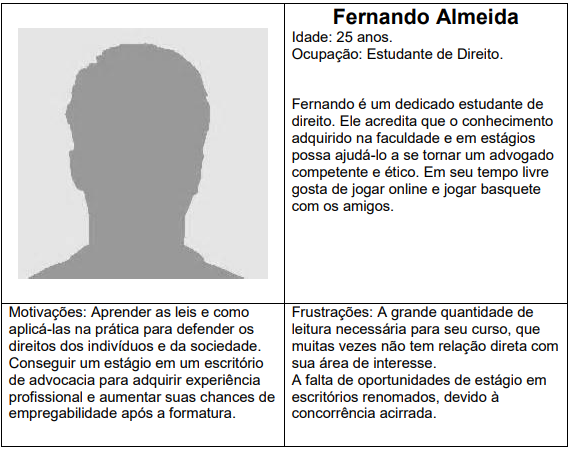 Fernando Almeida
Idade: 25 anos.
Ocupação: Estudante de Direito.
Fernando é um dedicado estudante de
direito. Ele acredita que o conhecimento
adquirido na faculdade e em estágios
possa ajudá-lo a se tornar um advogado
competente e ético. Em seu tempo livre
gosta de jogar online e jogar basquete
com os amigos.
Motivações: Aprender as leis e como
aplicá-las na prática para defender os
direitos dos indivíduos e da sociedade.
Conseguir um estágio em um escritório
de advocacia para adquirir experiência
profissional e aumentar suas chances de
empregabilidade após a formatura.
Frustrações: A grande quantidade de
leitura necessária para seu curso, que
muitas vezes não tem relação direta com
sua área de interesse.
A falta de oportunidades de estágio em
escritórios renomados, devido à
concorrência acirrada.